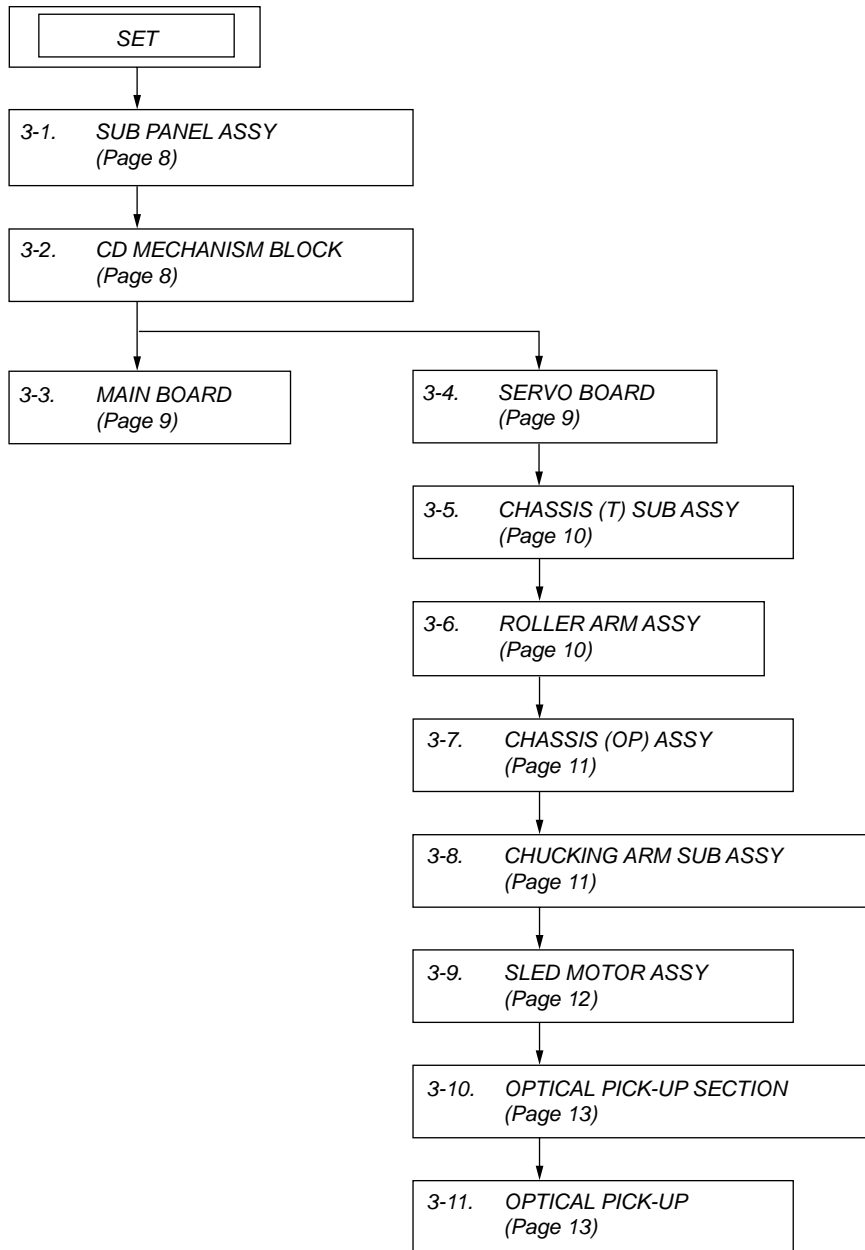 SET
3-1. SUB PANEL ASSY
(Page 8)
3-2. CD MECHANISM BLOCK
(Page 8)
3-3. MAIN BOARD
(Page 9)
3-4. SERVO BOARD
(Page 9)
3-5. CHASSIS (T) SUB ASSY
(Page 10)
3-6. ROLLER ARM ASSY
(Page 10)
3-7. CHASSIS (OP) ASSY
(Page 11)
3-8. CHUCKING ARM SUB ASSY
(Page 11)
3-9. SLED MOTOR ASSY
(Page 12)
3-10. OPTICAL PICK-UP SECTION
(Page 13)
3-11. OPTICAL PICK-UP
(Page 13)